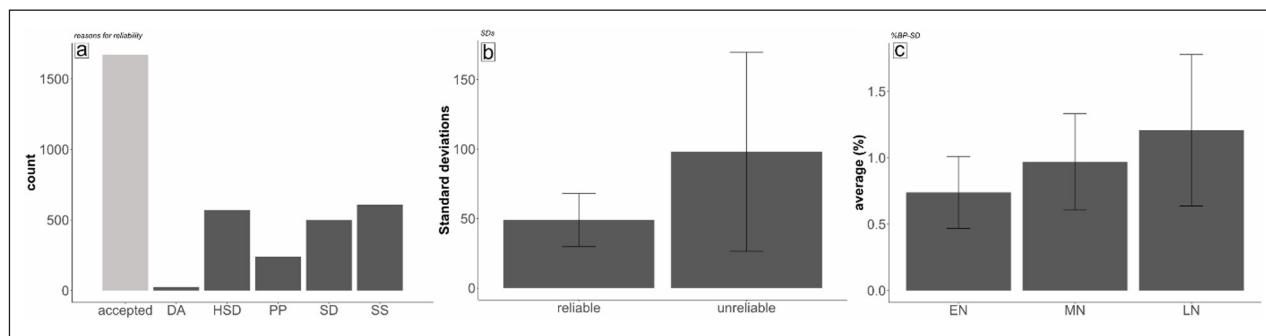 reasons for reliability
a
count
1500
1000
500
0
accepted DA HSD PP SD SS
SDs
b
Standard deviations
150
100
50
0
reliable unreliable
%BP-SD
c
average (%)
1.5
1.0
0.5
0.0
EN MN LN